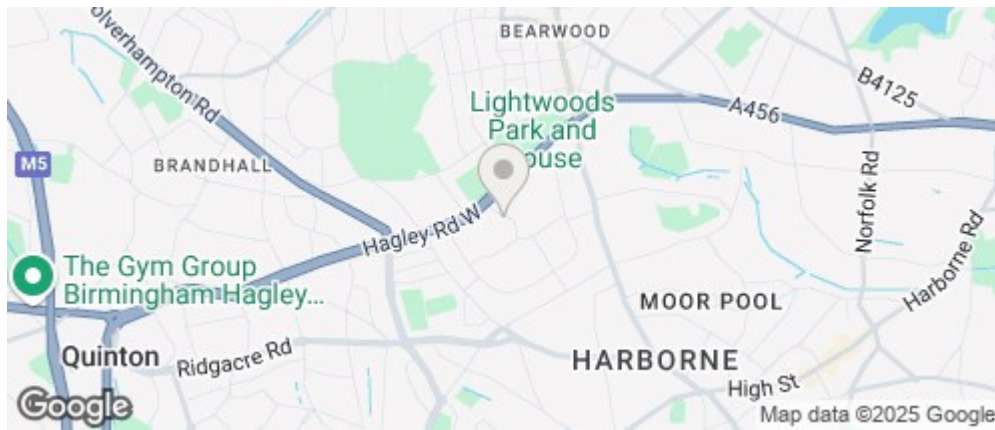 BEARWOOD
Wolverhampton Rd
B4125
Lightwoods
Park and
House
A456
M5
BRANDHALL
Norfolk Rd
Hagley Rd W
Harborne Rd
The Gym Group
Birmingham Hagley...
MOOR POOL
Quinton
Ridgacre Rd
HARBORNE
High St
Google
Map data ©2025 Google